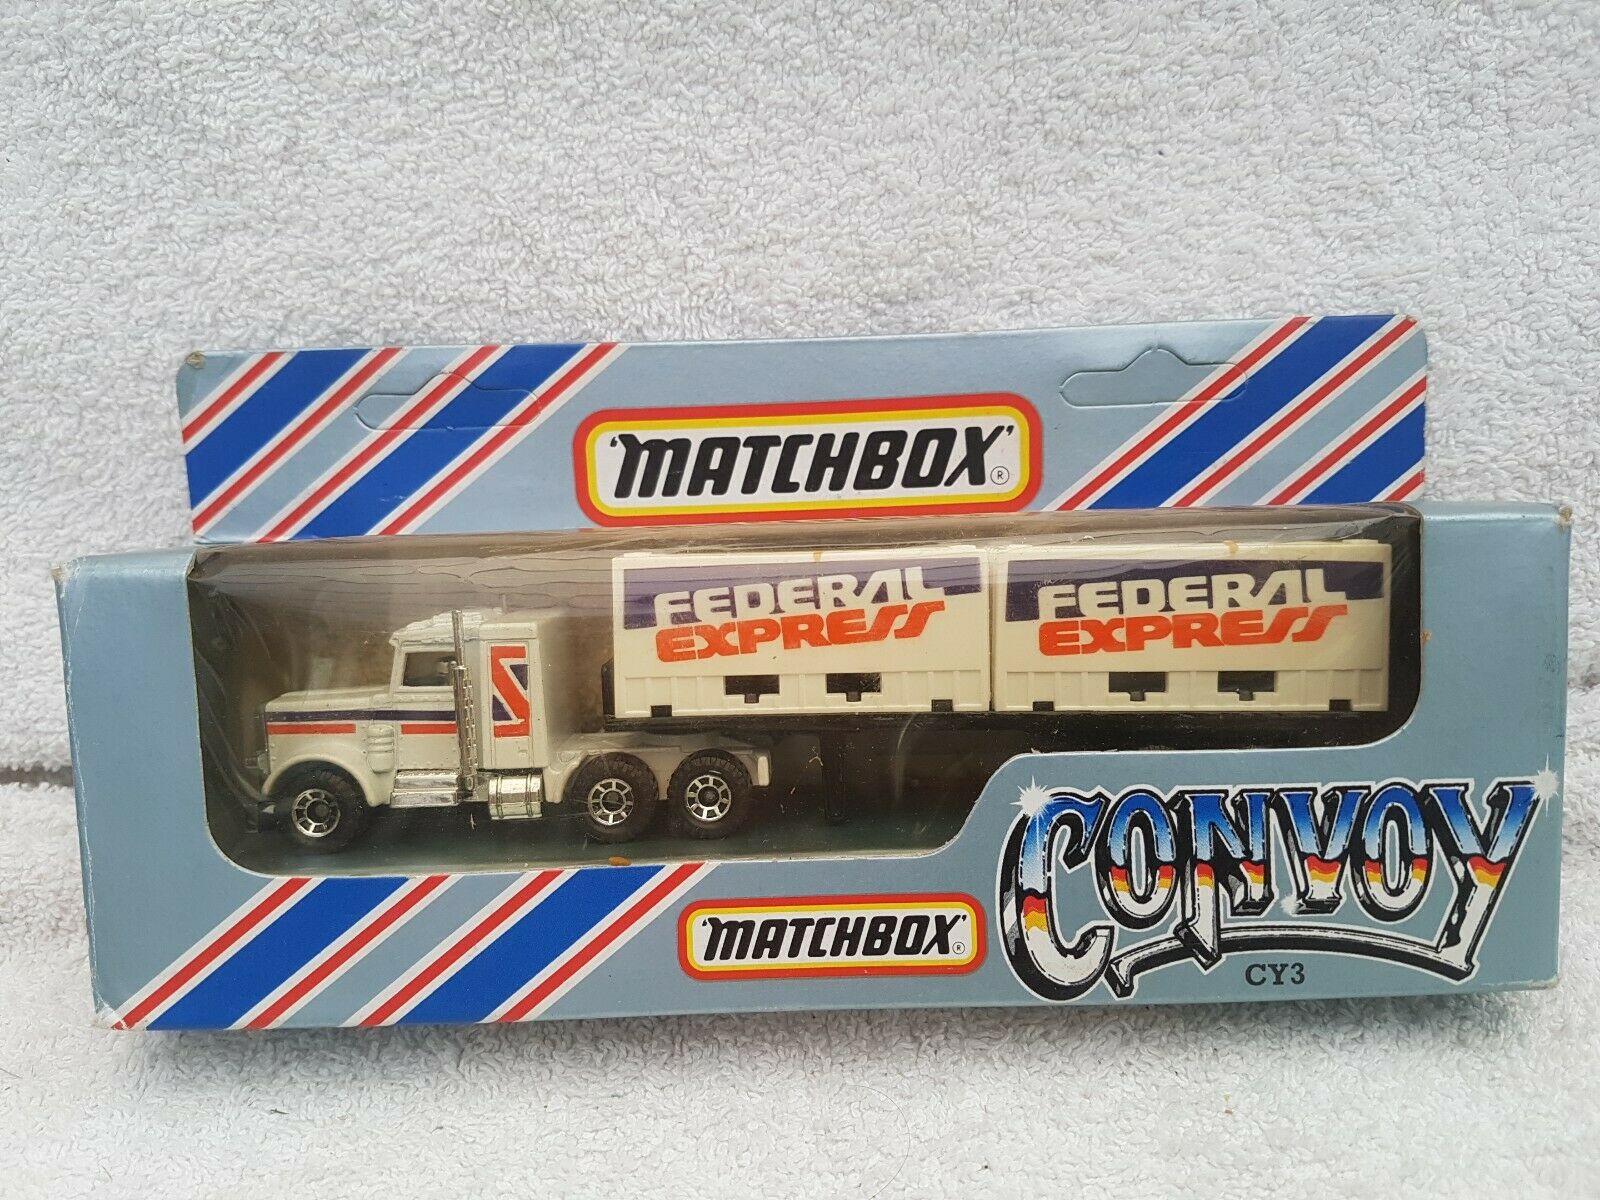 'MATCHBOX'®
FEDERAL
EXPRESS
FEDERAL
EXPRESS
CONVOY
'MATCHBOX'®
CY3